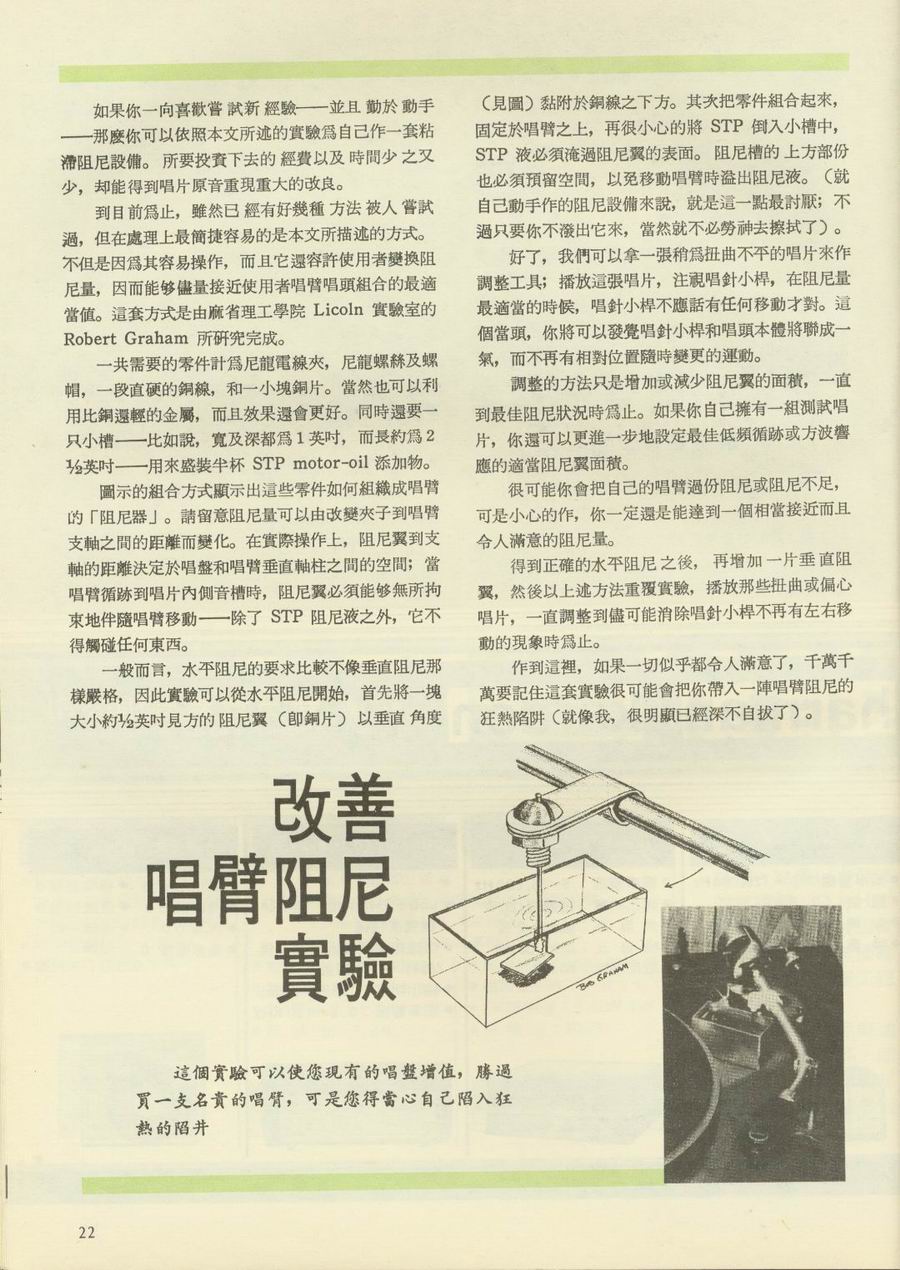 如果你一向喜歡嘗試新經驗——並且勤於動手
——那麼你可以依照本文所述的實驗爲自己作一套粘
滯阻尼設備。所要投資下去的經費以及時間少之又
少，却能得到唱片原音重現重大的改良。
到目前爲止，雖然已經有好幾種方法被人嘗試
過，但在處理上最簡捷容易的是本文所描述的方式。
不但是因爲其容易操作，而且它還容許使用者變換阻
尼量，因而能够儘量接近使用者唱臂唱頭組合的最適
當值。這套方式是由麻省理工學院 Licoln 實驗室的
Robert Graham 所研究完成。
一共需要的零件計爲尼龍電線夾，尼龍螺絲及螺
帽，一段直硬的銅線，和一小塊銅片。當然也可以利
用比銅還輕的金屬，而且效果還會更好。同時還要一
只小槽——比如說，寬及深都爲1英吋，而長約爲2
½英吋——用來盛裝半杯 STP motor-oil 添加物。
圖示的組合方式顯示出這些零件如何組織成唱臂
的「阻尼器」。請留意阻尼量可以由改變夾子到唱臂
支軸之間的距離而變化。在實際操作上，阻尼翼到支
軸的距離決定於唱盤和唱臂垂直軸柱之間的空間；當
唱臂循跡到唱片內側音槽時，阻尼翼必須能够無所拘
束地伴隨唱臂移動——除了 STP 阻尼液之外，它不
得觸碰任何東西。
一般而言，水平阻尼的要求比較不像垂直阻尼那
樣嚴格，因此實驗可以從水平阻尼開始，首先將一塊
大小約½英吋見方的阻尼翼（卽銅片）以垂直角度
（見圖）黏附於銅線之下方。其次把零件組合起來，
固定於唱臂之上，再很小心的將 STP 倒入小槽中，
STP 液必須淹過阻尼翼的表面。阻尼槽的上方部份
也必須預留空間，以免移動唱臂時溢出阻尼液。（就
自己動手作的阻尼設備來說，就是這一點最討厭；不
過只要你不潑出它來，當然就不必勞神去擦拭了）。
好了，我們可以拿一張稍爲扭曲不平的唱片來作
調整工具；播放這張唱片，注視唱針小桿，在阻尼量
最適當的時候，唱針小桿不應話有任何移動才對。這
個當頭，你將可以發覺唱針小桿和唱頭本體將聯成一
氣，而不再有相對位置隨時變更的運動。
調整的方法只是增加或減少阻尼翼的面積，一直
到最佳阻尼狀況時爲止。如果你自己擁有一組測試唱
片，你還可以更進一步地設定最佳低頻循跡或方波響
應的適當阻尼翼面積。
很可能你會把自己的唱臂過份阻尼或阻尼不足，
可是小心的作，你一定還是能達到一個相當接近而且
令人滿意的阻尼量。
得到正確的水平阻尼之後，再增加一片垂直阻
翼，然後以上述方法重覆實驗，播放那些扭曲或偏心
唱片，一直調整到儘可能消除唱針小桿不再有左右移
動的現象時爲止。
作到這裡，如果一切似乎都令人滿意了，千萬千
萬要記住這套實驗很可能會把你帶入一陣唱臂阻尼的
狂熱陷阱（就像我，很明顯已經深不自拔了）。
改善
唱臂阻尼
實驗
BOB GRAHAM
這個實驗可以使您現有的唱盤增值，勝過
買一支名貴的唱臂，可是您得當心自己陷入狂
熱的陷井
22